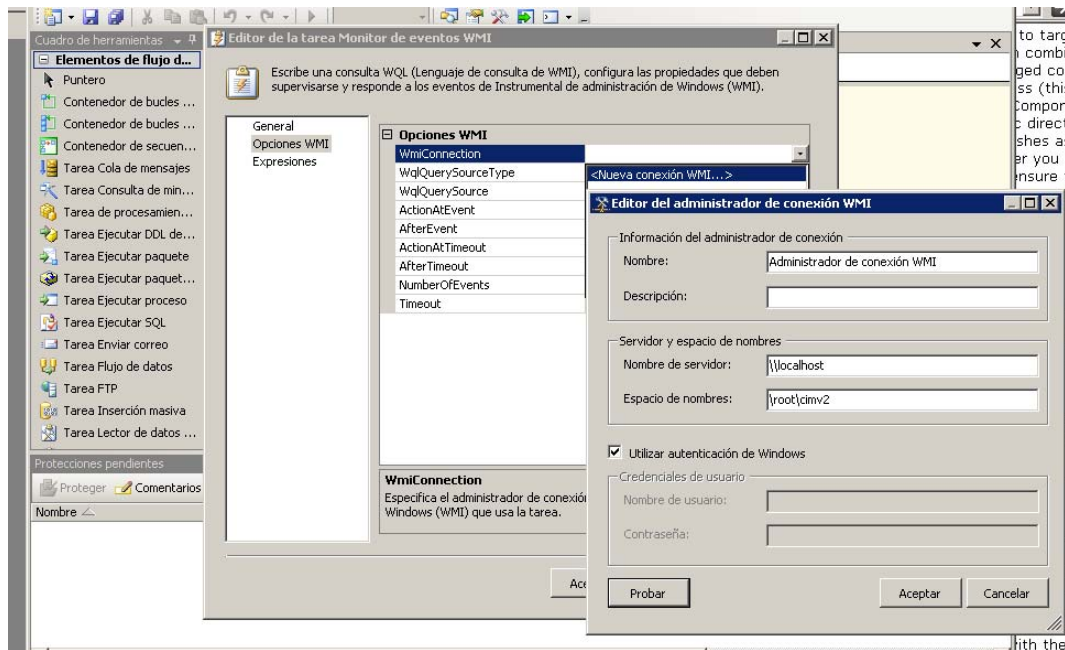 Cuadro de herramientas
Elementos de flujo d...
Puntero
Contenedor de bucles ...
Contenedor de bucles ...
Contenedor de secuen...
Tarea Cola de mensajes
Tarea Consulta de min...
Tarea de procesamien...
Tarea Ejecutar DDL de...
Tarea Ejecutar paquete
Tarea Ejecutar paquet...
Tarea Ejecutar proceso
Tarea Ejecutar SQL
Tarea Enviar correo
Tarea Flujo de datos
Tarea FTP
Tarea Inserción masiva
Tarea Lector de datos ...
Protecciones pendientes
Proteger Comentarios
Nombre
Editor de la tarea Monitor de eventos WMI
Escribe una consulta WQL (Lenguaje de consulta de WMI), configura las propiedades que deben
supervisarse y responde a los eventos de Instrumental de administración de Windows (WMI).
General
Opciones WMI
Expresiones
Opciones WMI
WmiConnection
WqlQuerySourceType
WqlQuerySource
ActionAtEvent
AfterEvent
ActionAtTimeout
AfterTimeout
NumberOfEvents
Timeout
<Nueva conexión WMI...>
WmiConnection
Especifica el administrador de conexión
Windows (WMI) que usa la tarea.
Ace
Editor del administrador de conexión WMI
Información del administrador de conexión
Nombre: Administrador de conexión WMI
Descripción:
Servidor y espacio de nombres
Nombre de servidor: \\localhost
Espacio de nombres: \root\cimv2
Utilizar autenticación de Windows
Credenciales de usuario
Nombre de usuario:
Contraseña:
Probar Aceptar Cancelar
to targ
combi
ged co
ss (this
Compor
c direct
shes as
er you
ensure
with the